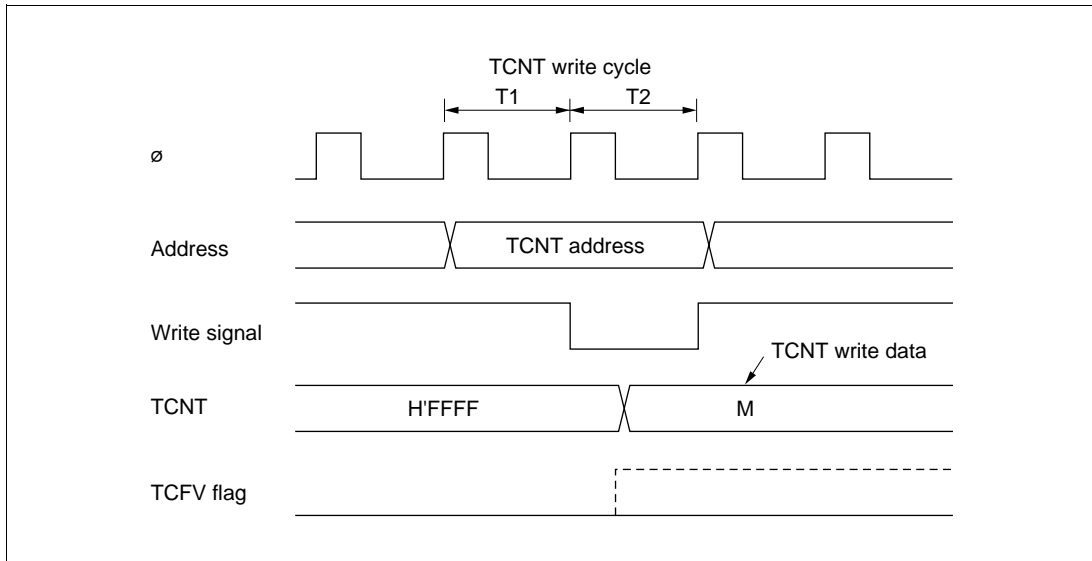 TCNT write cycle
T1 T2
ø
Address TCNT address
Write signal
TCNT write data
TCNT H'FFFF M
TCFV flag